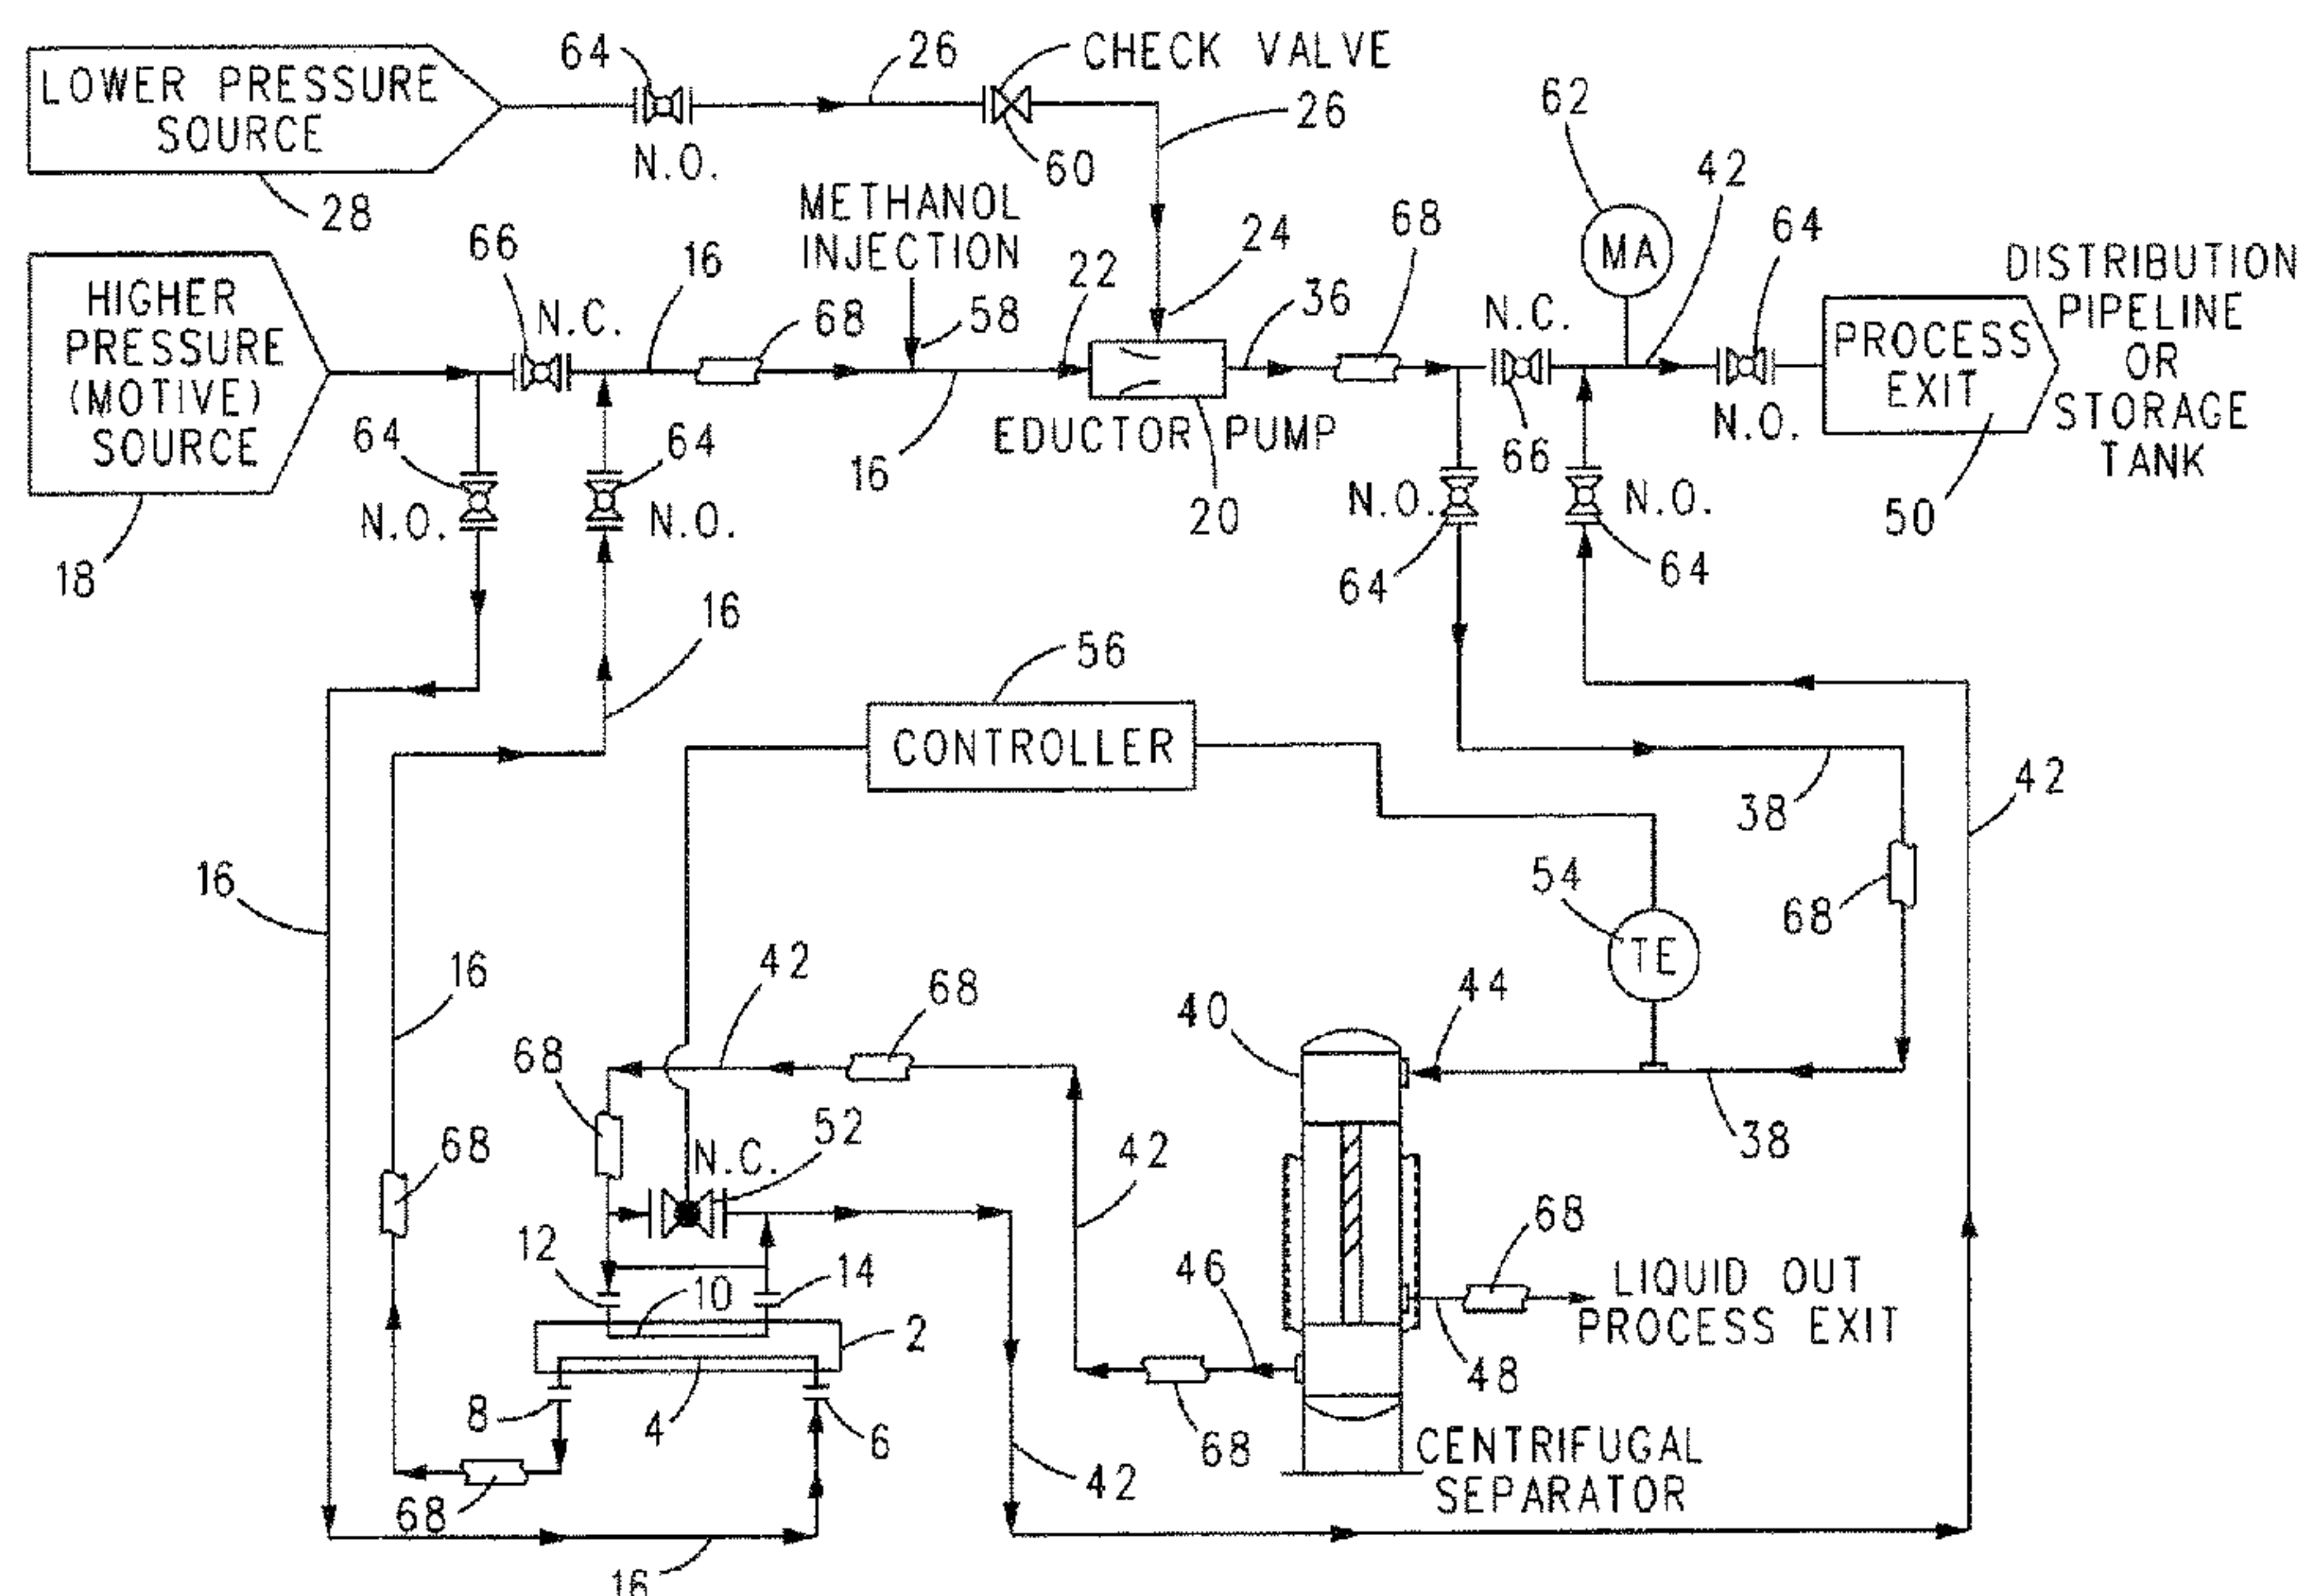 LOWER PRESSURE
SOURCE
28
64
N.O.
26
CHECK VALVE
60
26
62
MA
42
64
N.O.
DISTRIBUTION
PIPELINE
OR
STORAGE
TANK
PROCESS
EXIT
50
HIGHER
PRESSURE
(MOTIVE)
SOURCE
18
66
N.C.
16
68
METHANOL
INJECTION
58
22
24
36
68
N.C.
66
EDUCTOR PUMP
16
20
64
N.O.
64
N.O.
N.O.
64
N.O.
64
16
56
CONTROLLER
38
42
68
54
TE
16
16
42
68
40
44
38
68
68
N.C.
52
42
12
10
14
2
46
68
LIQUID OUT
PROCESS EXIT
48
8
4
6
68
68
42
CENTRIFUGAL
SEPARATOR
16